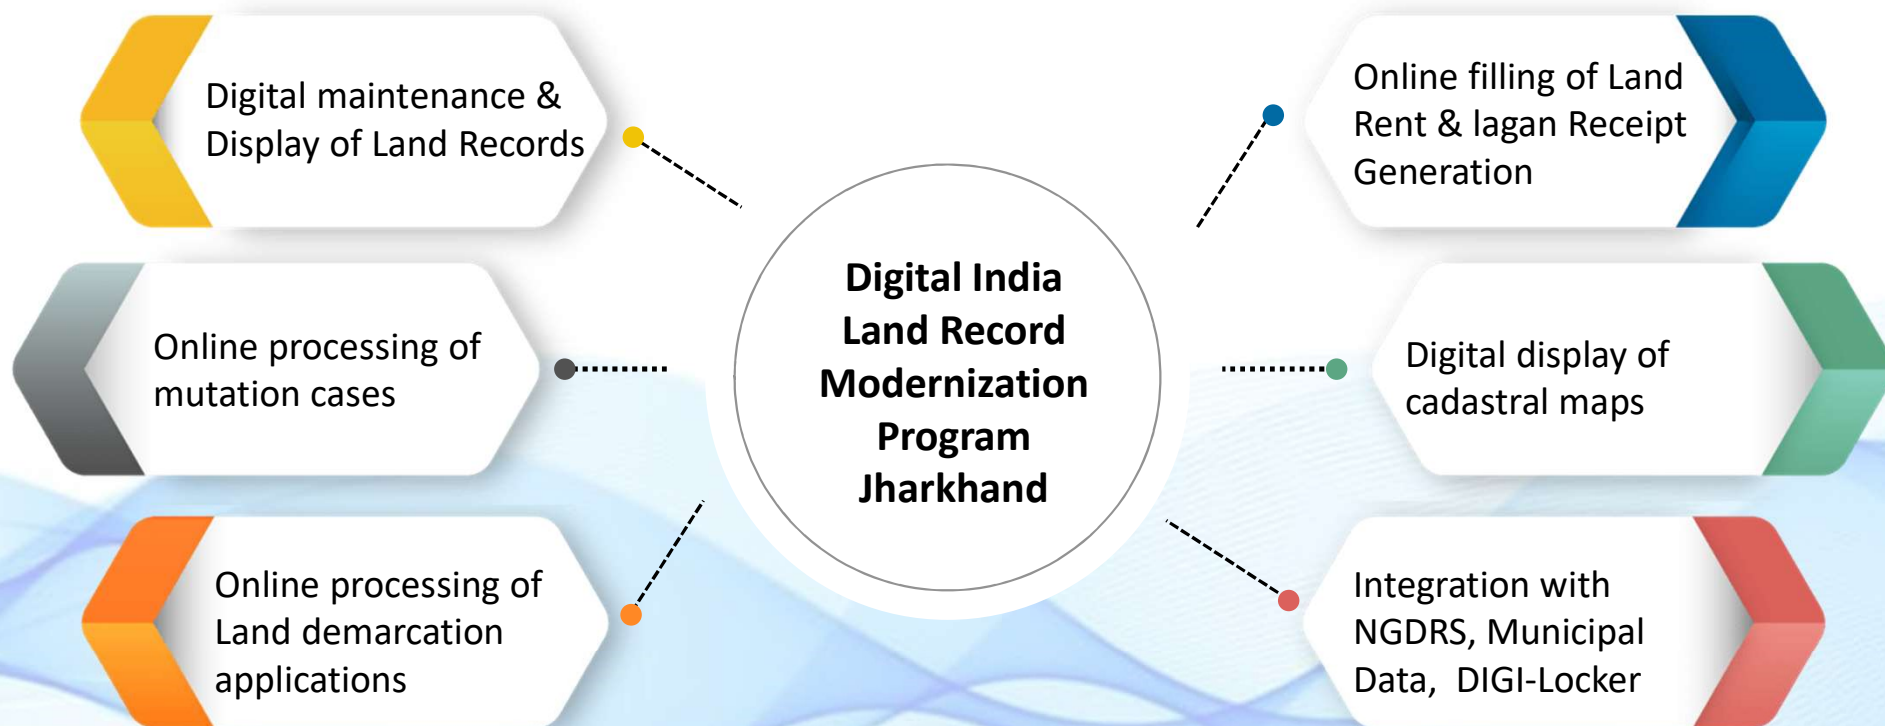 Digital maintenance &
Display of Land Records
Online processing of
mutation cases
Online processing of
Land demarcation
applications
Digital India
Land Record
Modernization
Program
Jharkhand
Online filling of Land
Rent & lagan Receipt
Generation
Digital display of
cadastral maps
Integration with
NGDRS, Municipal
Data,  DIGI-Locker